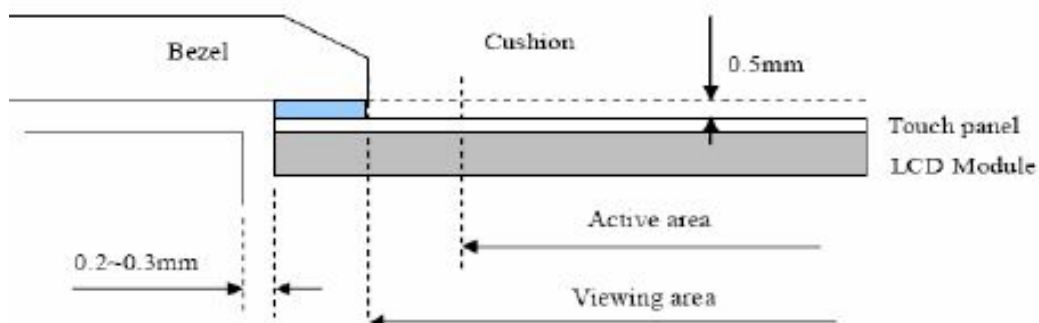 Cushion
Bezel
0.5mm
Touch panel
LCD Module
Active area
0.2~0.3mm
Viewing area